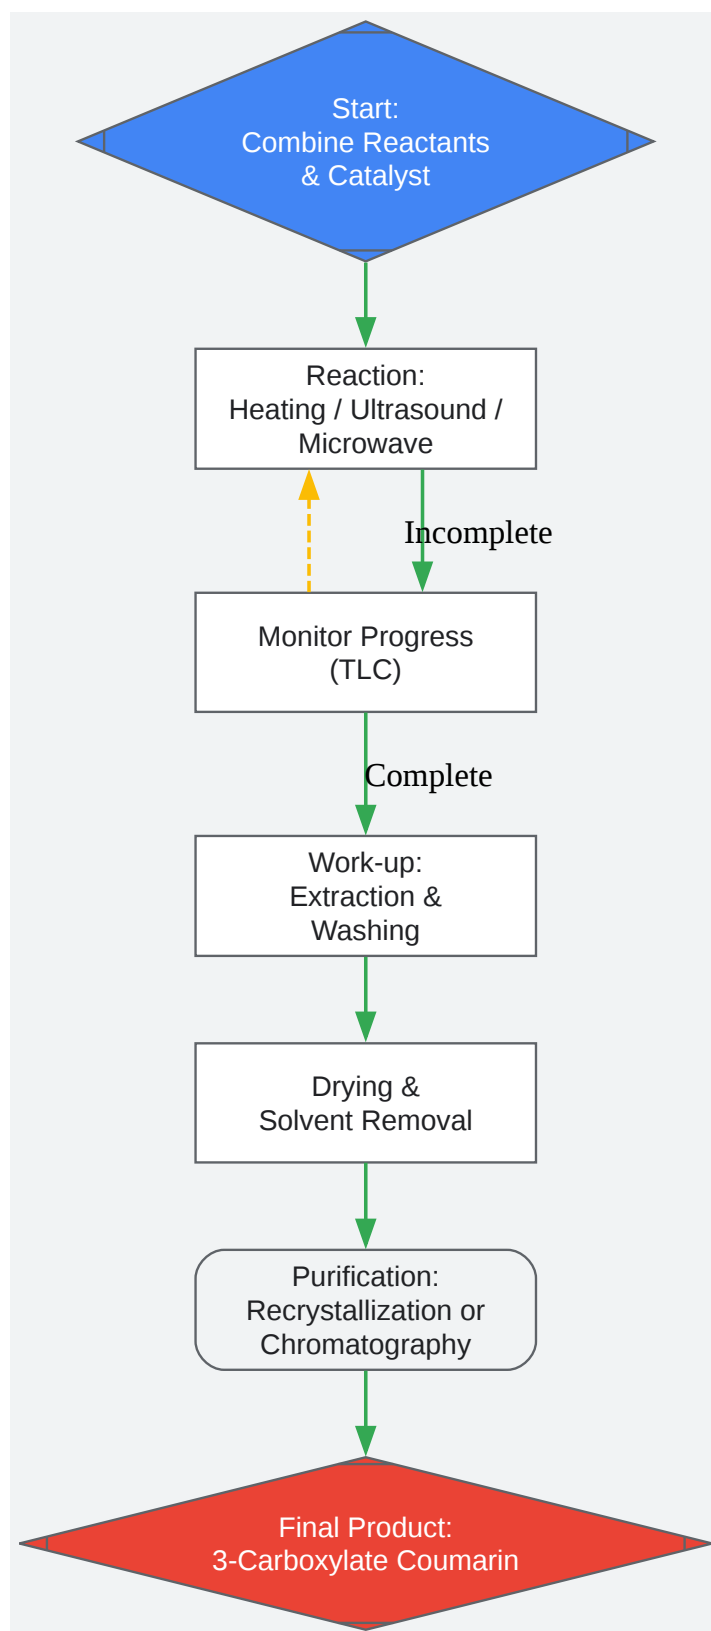 Start:
Combine Reactants
& Catalyst
Reaction:
Heating / Ultrasound /
Microwave
Incomplete
Monitor Progress
(TLC)
Complete
Work-up:
Extraction &
Washing
Drying &
Solvent Removal
Purification:
Recrystallization or
Chromatography
Final Product:
3-Carboxylate Coumarin